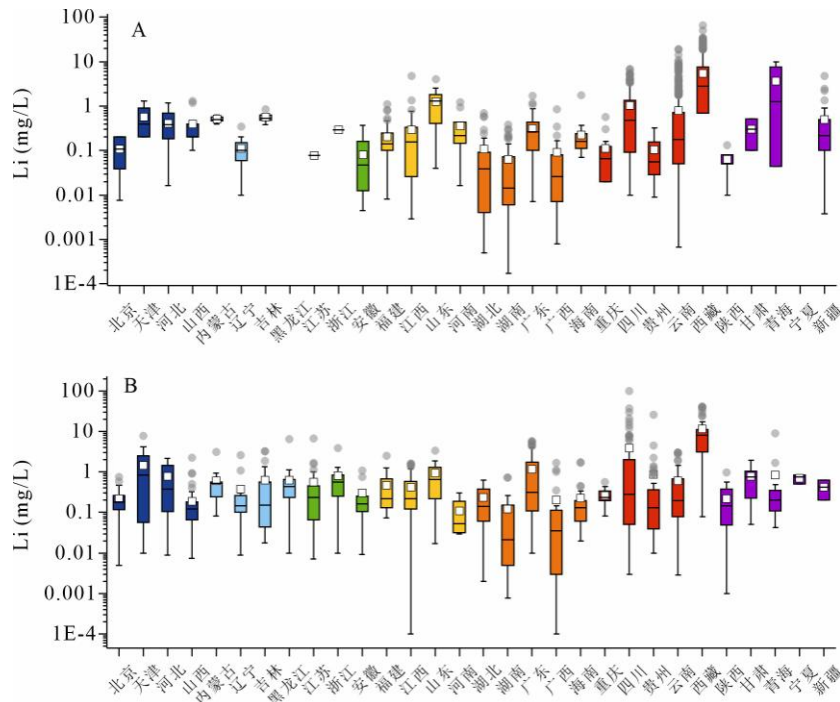 A
Li (mg/L)
100
10
1
0.1
0.01
0.001
1E-4
北京
天津
河北
山西
内蒙古
辽宁
吉林
黑龙江
江苏
浙江
安徽
福建
江西
山东
河南
湖北
湖南
广东
广西
海南
重庆
四川
贵州
云南
西藏
陕西
甘肃
青海
宁夏
新疆
B
Li (mg/L)
100
10
1
0.1
0.01
0.001
1E-4
北京
天津
河北
山西
内蒙古
辽宁
吉林
黑龙江
江苏
浙江
安徽
福建
江西
山东
河南
湖北
湖南
广东
广西
海南
重庆
四川
贵州
云南
西藏
陕西
甘肃
青海
宁夏
新疆